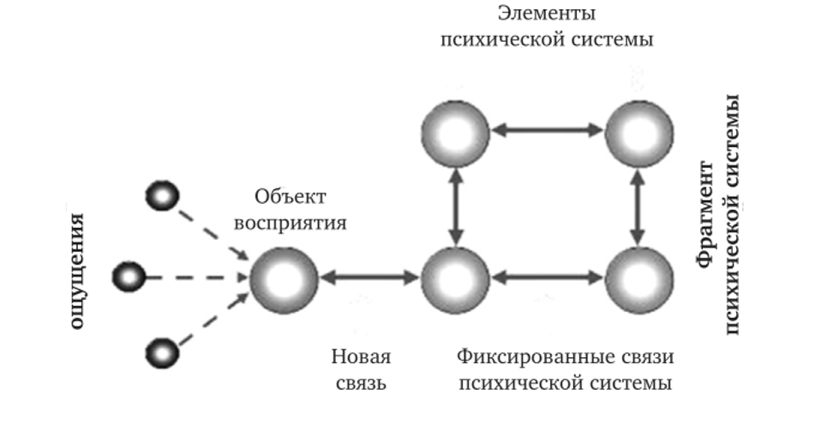 Элементы
психической системы
Объект
восприятия
ощущения
Фрагмент
психической системы
Новая
связь
Фиксированные связи
психической системы